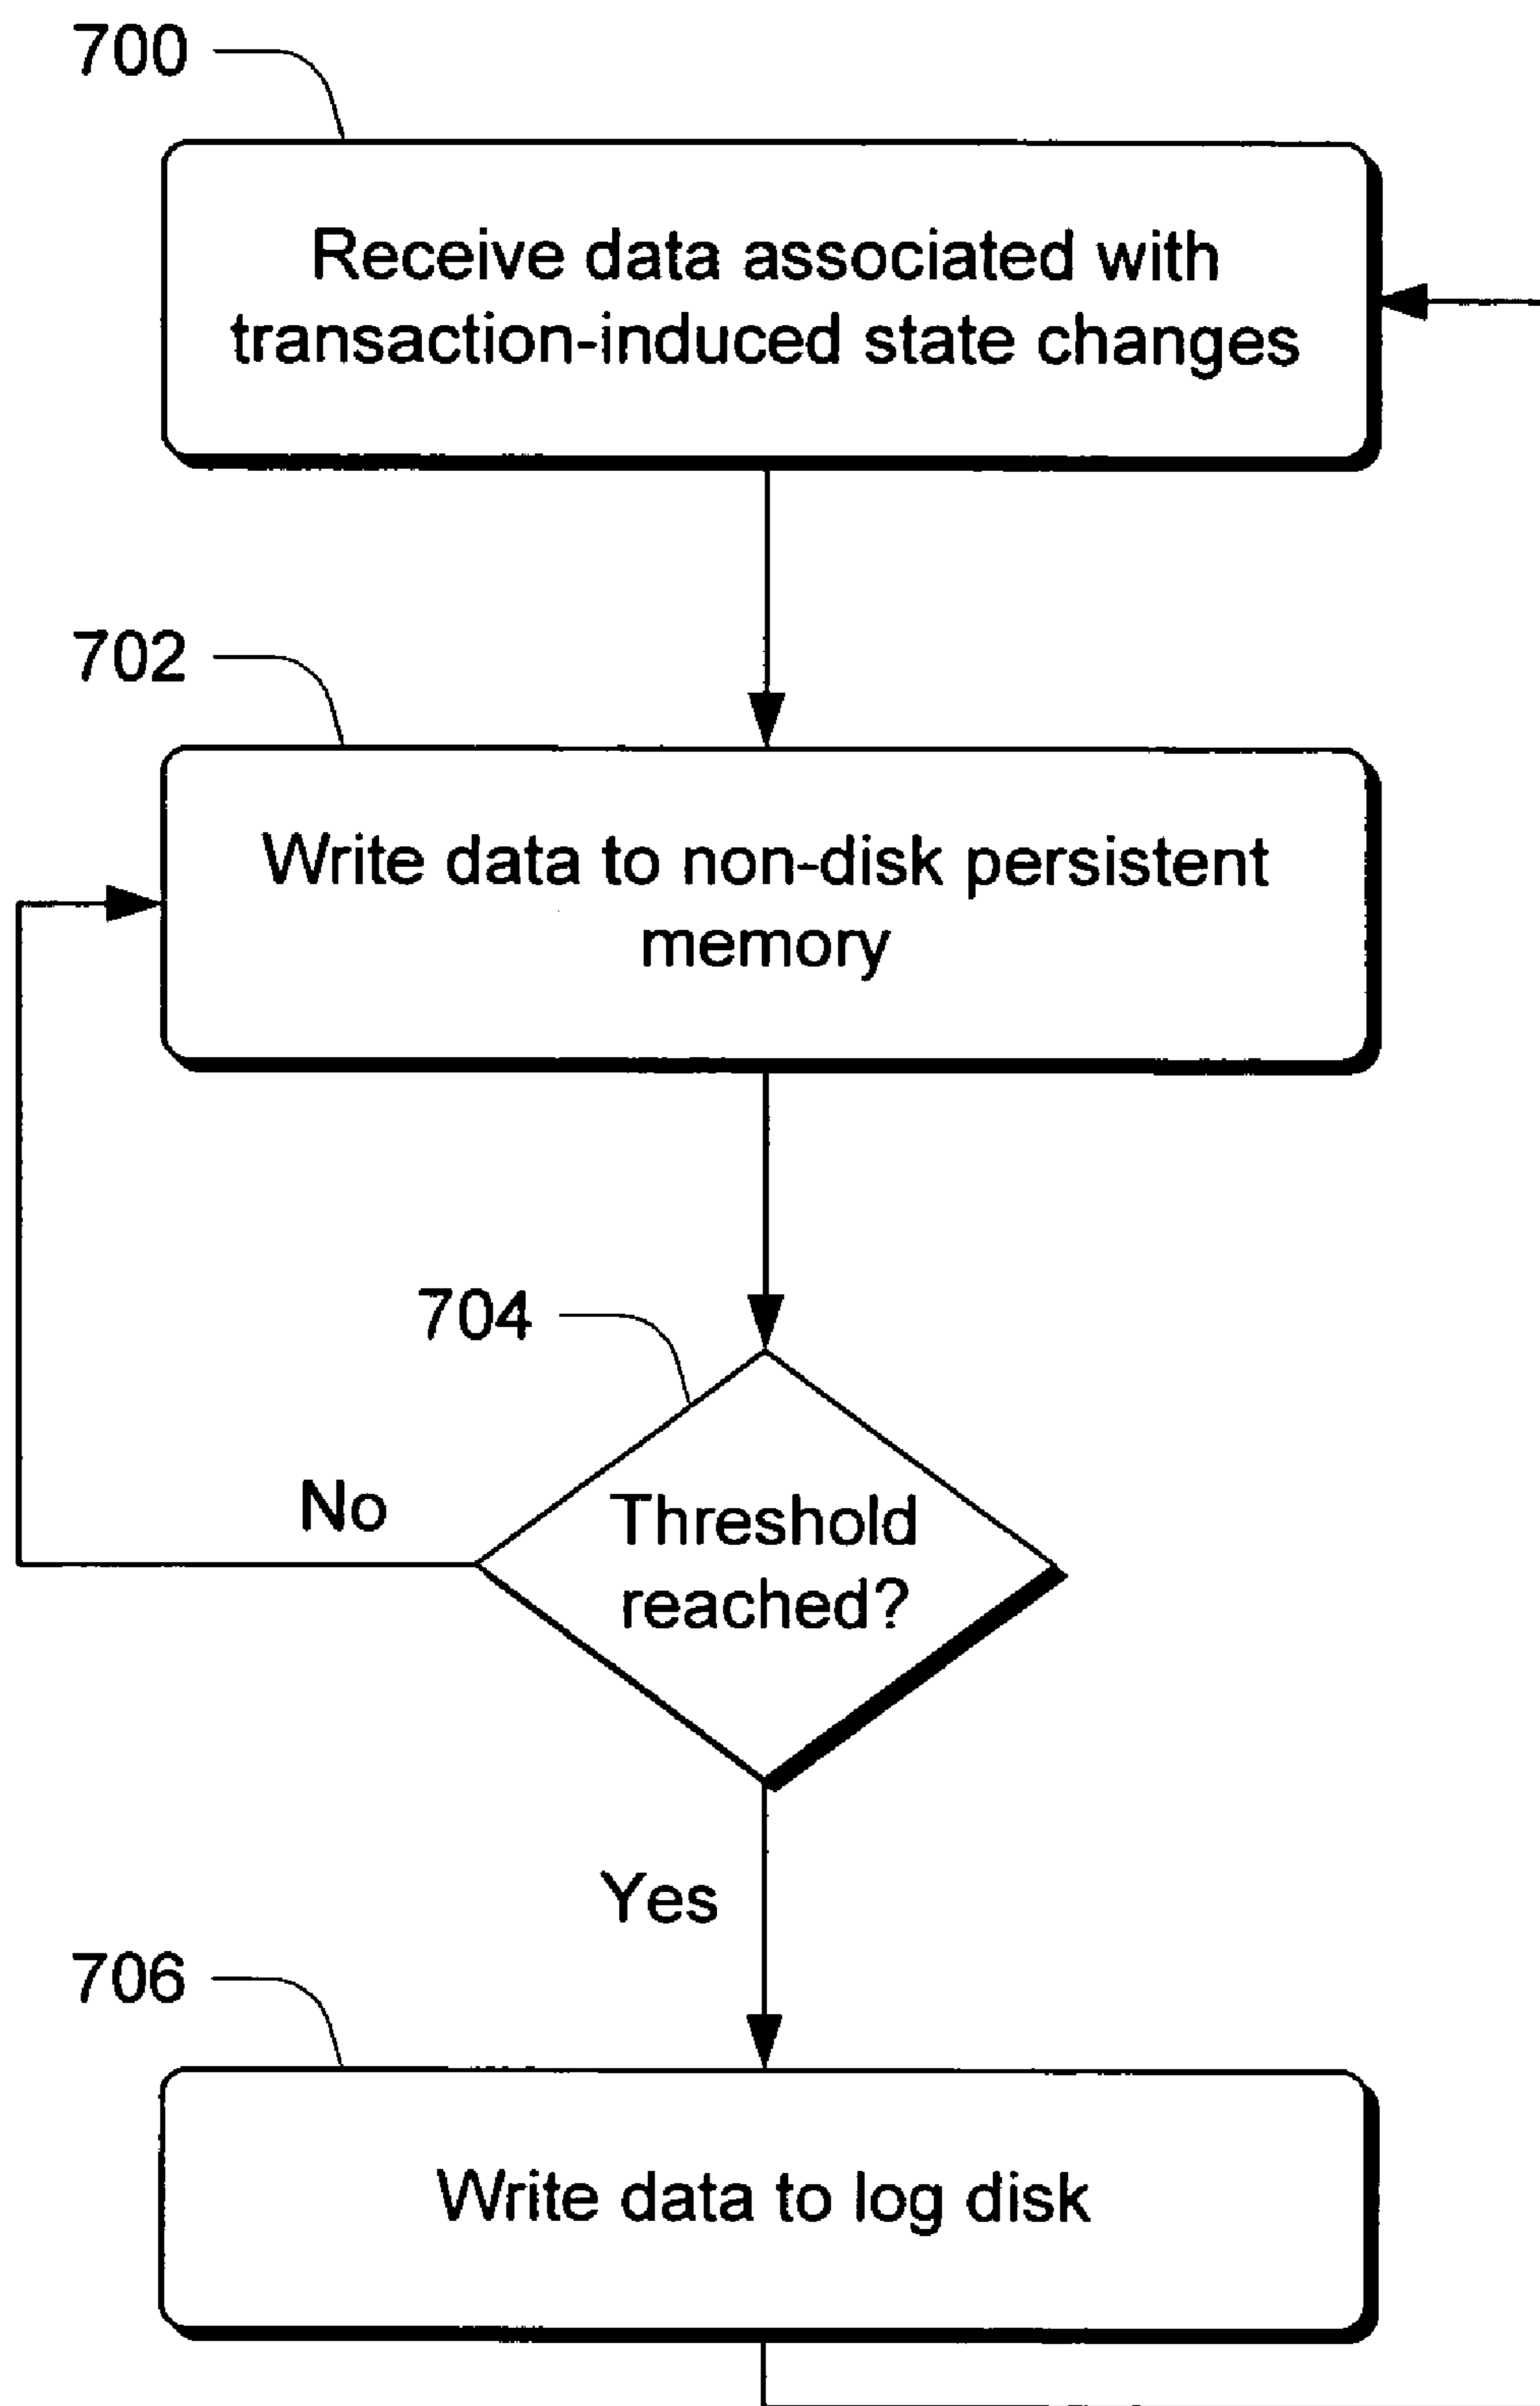 700
Receive data associated with
transaction-induced state changes
702
Write data to non-disk persistent
memory
704
No
Threshold
reached?
Yes
706
Write data to log disk